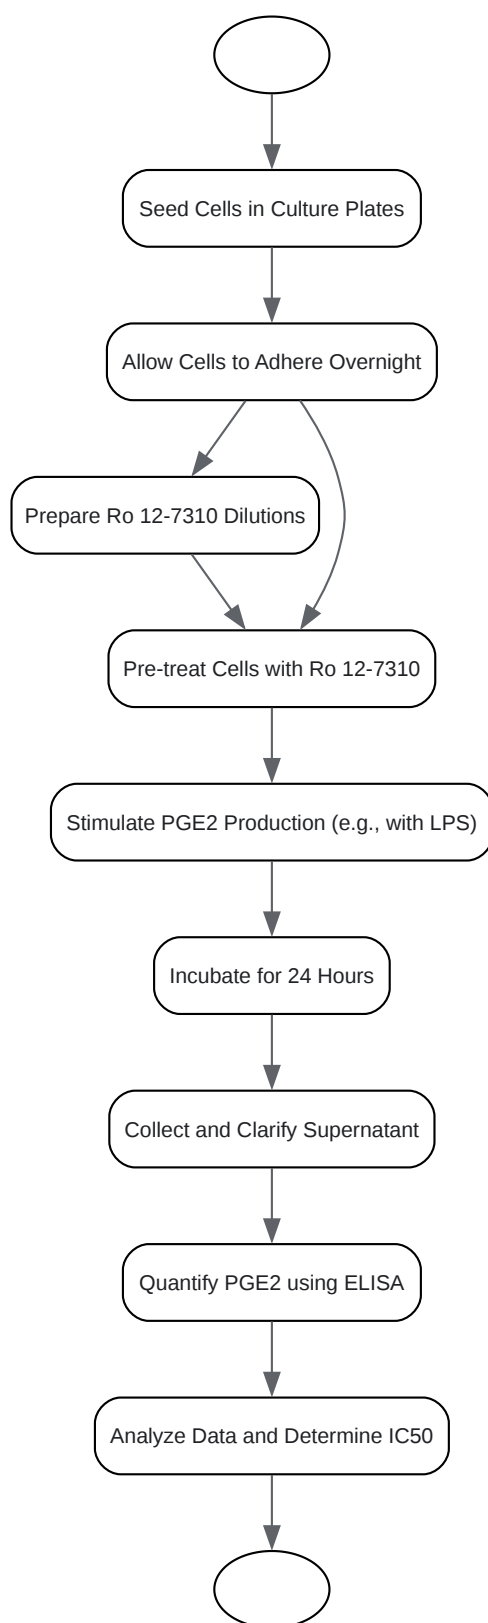 Seed Cells in Culture Plates
Allow Cells to Adhere Overnight
Prepare Ro 12-7310 Dilutions
Pre-treat Cells with Ro 12-7310
Stimulate PGE2 Production (e.g., with LPS)
Incubate for 24 Hours
Collect and Clarify Supernatant
Quantify PGE2 using ELISA
Analyze Data and Determine IC50